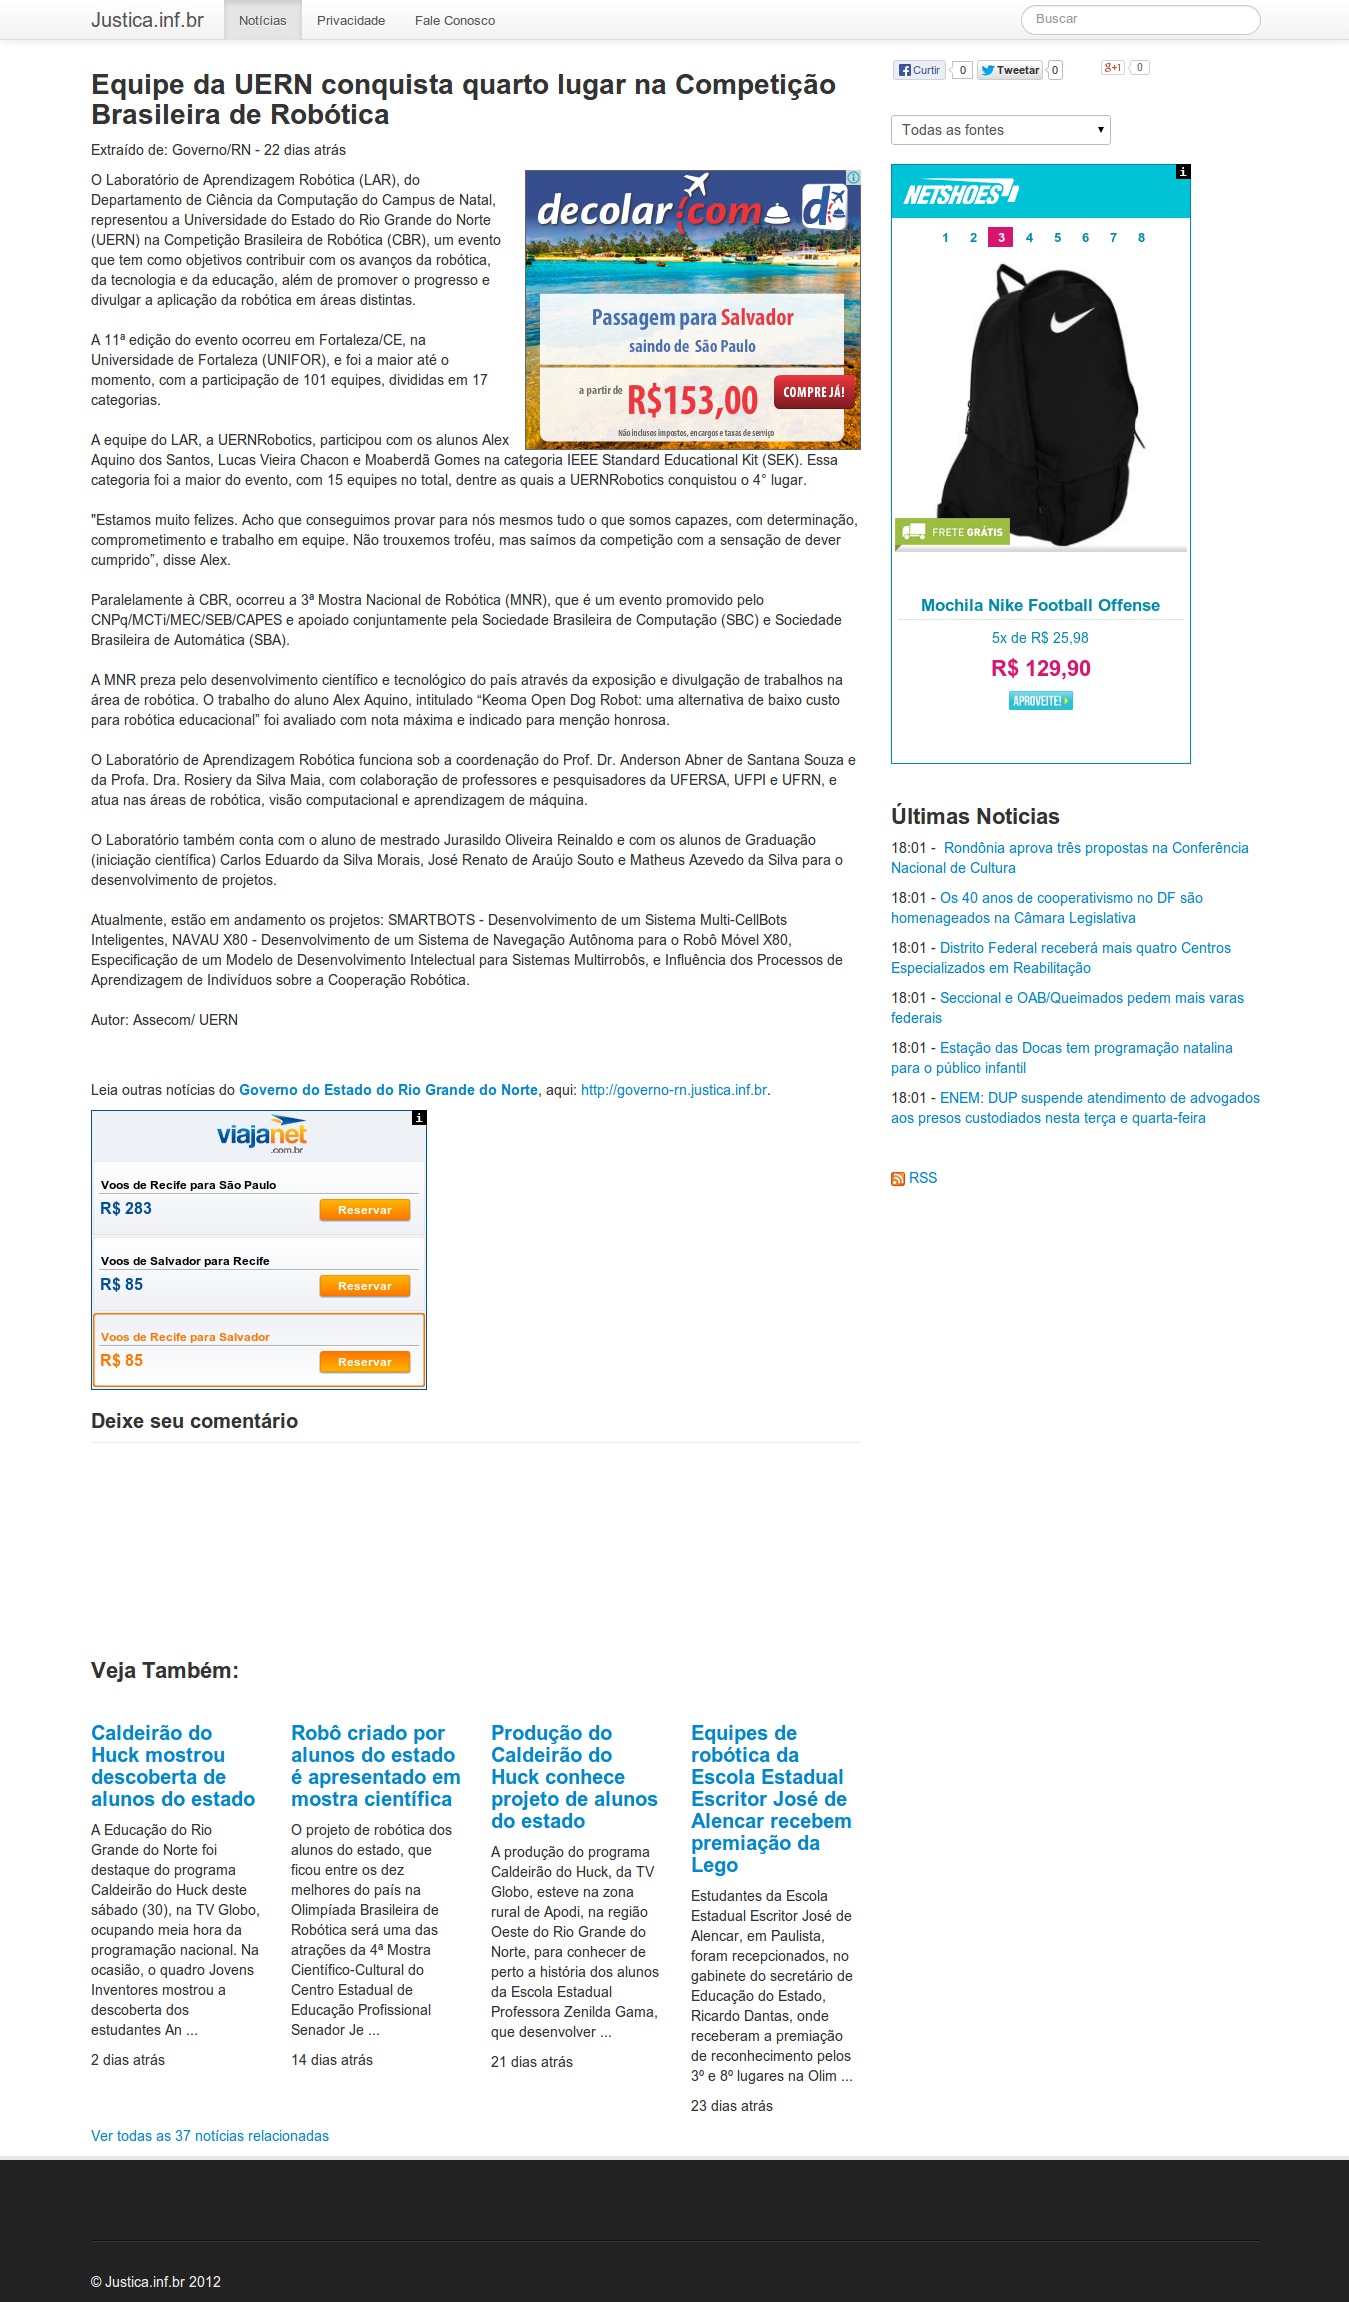 Justica.inf.br
Notícias
Privacidade
Fale Conosco
Buscar
Equipe da UERN conquista quarto lugar na Competição
Brasileira de Robótica
Extraído de: Governo/RN - 22 dias atrás
O Laboratório de Aprendizagem Robótica (LAR), do
Departamento de Ciência da Computação do Campus de Natal,
representou a Universidade do Estado do Rio Grande do Norte
(UERN) na Competição Brasileira de Robótica (CBR), um evento
que tem como objetivos contribuir com os avanços da robótica,
da tecnologia e da educação, além de promover o progresso e
divulgar a aplicação da robótica em áreas distintas.
A 11ª edição do evento ocorreu em Fortaleza/CE, na
Universidade de Fortaleza (UNIFOR), e foi a maior até o
momento, com a participação de 101 equipes, divididas em 17
categorias.
decolar.com
d
Passagem para Salvador
saindo de São Paulo
a partir de R$153,00
COMPRE JÁ!
Não inclusos impostos, encargos e taxas de serviço
A equipe do LAR, a UERNRobotics, participou com os alunos Alex
Aquino dos Santos, Lucas Vieira Chacon e Moaberdã Gomes na categoria IEEE Standard Educational Kit (SEK). Essa
categoria foi a maior do evento, com 15 equipes no total, dentre as quais a UERNRobotics conquistou o 4° lugar.
"Estamos muito felizes. Acho que conseguimos provar para nós mesmos tudo o que somos capazes, com determinação,
comprometimento e trabalho em equipe. Não trouxemos troféu, mas saímos da competição com a sensação de dever
cumprido”, disse Alex.
Paralelamente à CBR, ocorreu a 3ª Mostra Nacional de Robótica (MNR), que é um evento promovido pelo
CNPq/MCTi/MEC/SEB/CAPES e apoiado conjuntamente pela Sociedade Brasileira de Computação (SBC) e Sociedade
Brasileira de Automática (SBA).
A MNR preza pelo desenvolvimento científico e tecnológico do país através da exposição e divulgação de trabalhos na
área de robótica. O trabalho do aluno Alex Aquino, intitulado “Keoma Open Dog Robot: uma alternativa de baixo custo
para robótica educacional” foi avaliado com nota máxima e indicado para menção honrosa.
O Laboratório de Aprendizagem Robótica funciona sob a coordenação do Prof. Dr. Anderson Abner de Santana Souza e
da Profa. Dra. Rosiery da Silva Maia, com colaboração de professores e pesquisadores da UFERSA, UFPI e UFRN, e
atua nas áreas de robótica, visão computacional e aprendizagem de máquina.
O Laboratório também conta com o aluno de mestrado Jurasildo Oliveira Reinaldo e com os alunos de Graduação
(iniciação científica) Carlos Eduardo da Silva Morais, José Renato de Araújo Souto e Matheus Azevedo da Silva para o
desenvolvimento de projetos.
Atualmente, estão em andamento os projetos: SMARTBOTS - Desenvolvimento de um Sistema Multi-CellBots
Inteligentes, NAVAU X80 - Desenvolvimento de um Sistema de Navegação Autônoma para o Robô Móvel X80,
Especificação de um Modelo de Desenvolvimento Intelectual para Sistemas Multirrobôs, e Influência dos Processos de
Aprendizagem de Indivíduos sobre a Cooperação Robótica.
Autor: Assecom/ UERN
Leia outras notícias do Governo do Estado do Rio Grande do Norte, aqui: http://governo-rn.justica.inf.br.
viajanet
.com.br
Voos de Recife para São Paulo
R$ 283
Reservar
Voos de Salvador para Recife
R$ 85
Reservar
Voos de Recife para Salvador
R$ 85
Reservar
Deixe seu comentário
Curtir 0
Tweetar 0
g+1 0
Todas as fontes
NETSHOES
1 2 3 4 5 6 7 8
FRETE GRÁTIS
Mochila Nike Football Offense
5x de R$ 25,98
R$ 129,90
APROVEITE!
Últimas Noticias
18:01 - Rondônia aprova três propostas na Conferência
Nacional de Cultura
18:01 - Os 40 anos de cooperativismo no DF são
homenageados na Câmara Legislativa
18:01 - Distrito Federal receberá mais quatro Centros
Especializados em Reabilitação
18:01 - Seccional e OAB/Queimados pedem mais varas
federais
18:01 - Estação das Docas tem programação natalina
para o público infantil
18:01 - ENEM: DUP suspende atendimento de advogados
aos presos custodiados nesta terça e quarta-feira
RSS
Veja Também:
Caldeirão do
Huck mostrou
descoberta de
alunos do estado
A Educação do Rio
Grande do Norte foi
destaque do programa
Caldeirão do Huck deste
sábado (30), na TV Globo,
ocupando meia hora da
programação nacional. Na
ocasião, o quadro Jovens
Inventores mostrou a
descoberta dos
estudantes An ...
2 dias atrás
Robô criado por
alunos do estado
é apresentado em
mostra científica
O projeto de robótica dos
alunos do estado, que
ficou entre os dez
melhores do país na
Olimpíada Brasileira de
Robótica será uma das
atrações da 4ª Mostra
Científico-Cultural do
Centro Estadual de
Educação Profissional
Senador Je ...
14 dias atrás
Produção do
Caldeirão do
Huck conhece
projeto de alunos
do estado
A produção do programa
Caldeirão do Huck, da TV
Globo, esteve na zona
rural de Apodi, na região
Oeste do Rio Grande do
Norte, para conhecer de
perto a história dos alunos
da Escola Estadual
Professora Zenilda Gama,
que desenvolver ...
21 dias atrás
Equipes de
robótica da
Escola Estadual
Escritor José de
Alencar recebem
premiação da
Lego
Estudantes da Escola
Estadual Escritor José de
Alencar, em Paulista,
foram recepcionados, no
gabinete do secretário de
Educação do Estado,
Ricardo Dantas, onde
receberam a premiação
de reconhecimento pelos
3º e 8º lugares na Olim ...
23 dias atrás
Ver todas as 37 notícias relacionadas
© Justica.inf.br 2012